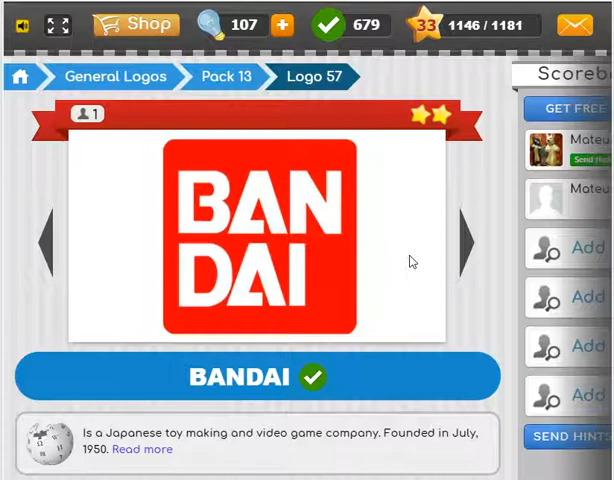 Shop
107
679
33
1146 / 1181
General Logos
Pack 13
Logo 57
Scoreb
1
GET FREE
Mateu
Send
Mateu
BAN
DAI
Add
Add
Add
Add
BANDAI
Is a Japanese toy making and video game company. Founded in July,
1950. Read more
SEND HINTS